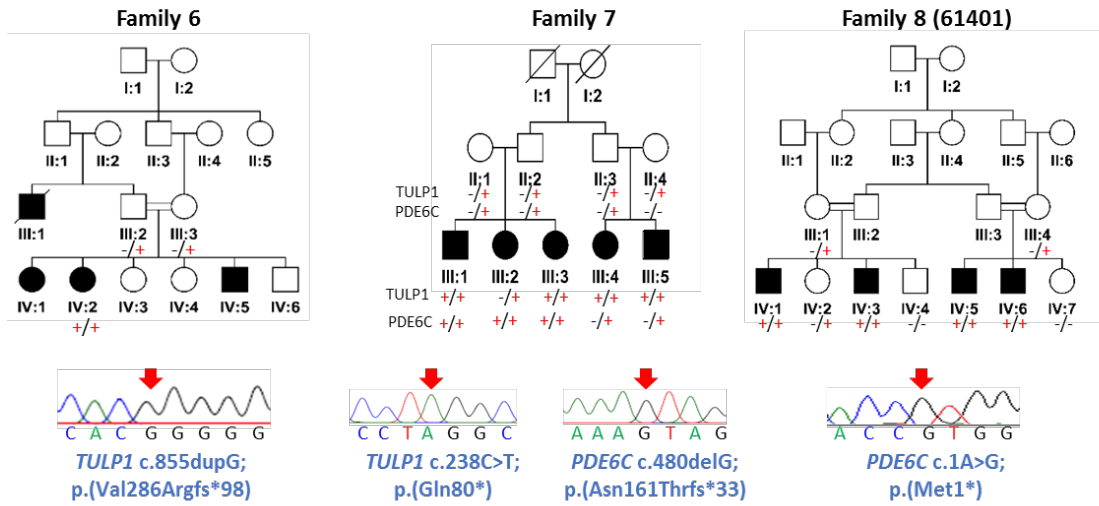 Family 6
Family 7
Family 8 (61401)
I:1 I:2
II:1 II:2 II:3 II:4 II:5
III:1 III:2 III:3
-/+ -/+
IV:1 IV:2 IV:3 IV:4 IV:5 IV:6
+/+
I:1 I:2
II:1 II:2 II:3 II:4
TULP1 -/+ -/+ -/+ -/+
PDE6C -/+ -/+ -/+ -/-
III:1 III:2 III:3 III:4 III:5
TULP1 +/+ -/+ +/+ +/+ +/+
PDE6C +/+ +/+ +/+ -/+ -/+
I:1 I:2
II:1 II:2 II:3 II:4 II:5 II:6
III:1 III:2 III:3 III:4
-/+ -/+
IV:1 IV:2 IV:3 IV:4 IV:5 IV:6 IV:7
+/+ -/+ +/+ -/- +/+ +/+ -/-
C A C G G G G G
TULP1 c.855dupG;
p.(Val286Argfs*98)
C C T A G G C
TULP1 c.238C>T;
p.(Gln80*)
A A A G T A G
PDE6C c.480delG;
p.(Asn161Thrfs*33)
A C C G T G G
PDE6C c.1A>G;
p.(Met1*)